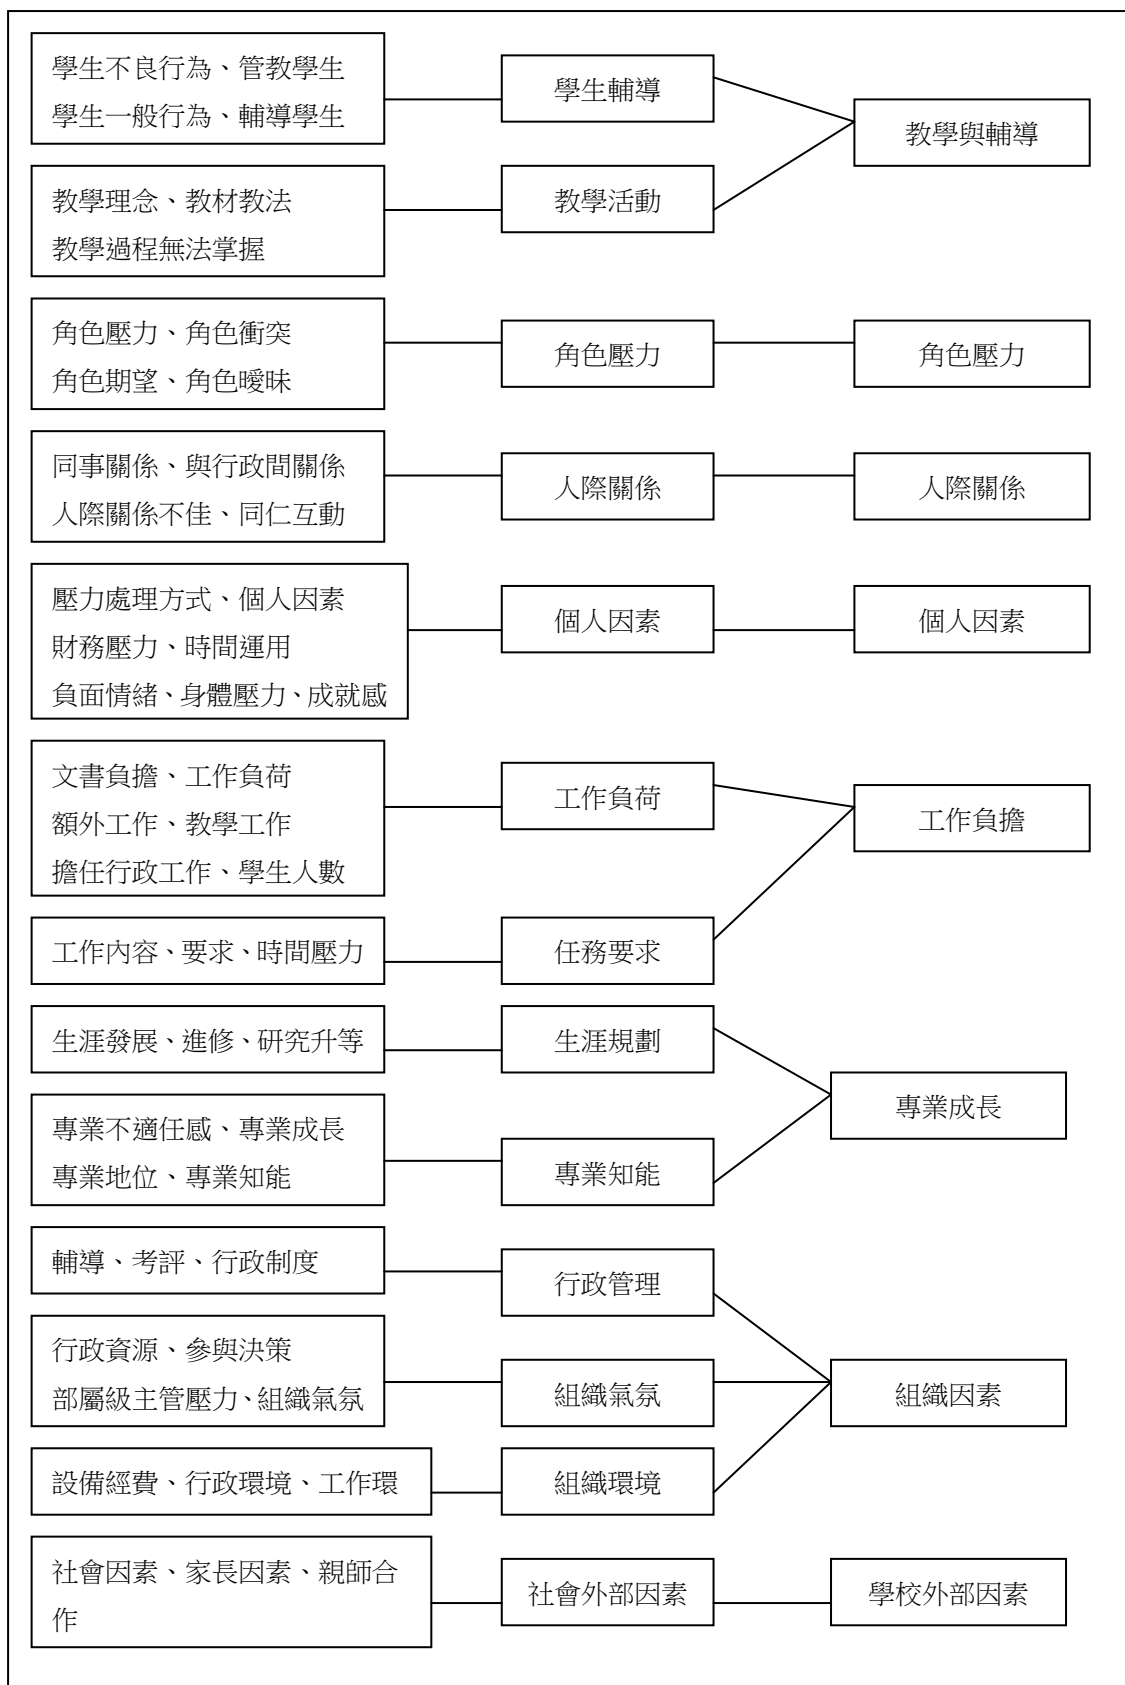 學生不良行為、管教學生
學生一般行為、輔導學生
學生輔導
教學與輔導
教學理念、教材教法
教學過程無法掌握
教學活動
角色壓力、角色衝突
角色期望、角色曖昧
角色壓力
角色壓力
同事關係、與行政間關係
人際關係不佳、同仁互動
人際關係
人際關係
壓力處理方式、個人因素
財務壓力、時間運用
負面情緒、身體壓力、成就感
個人因素
個人因素
文書負擔、工作負荷
額外工作、教學工作
擔任行政工作、學生人數
工作負荷
工作負擔
工作內容、要求、時間壓力
任務要求
生涯發展、進修、研究升等
生涯規劃
專業成長
專業不適任感、專業成長
專業地位、專業知能
專業知能
輔導、考評、行政制度
行政管理
行政資源、參與決策
部屬級主管壓力、組織氣氛
組織氣氛
組織因素
設備經費、行政環境、工作環
組織環境
社會因素、家長因素、親師合
作
社會外部因素
學校外部因素